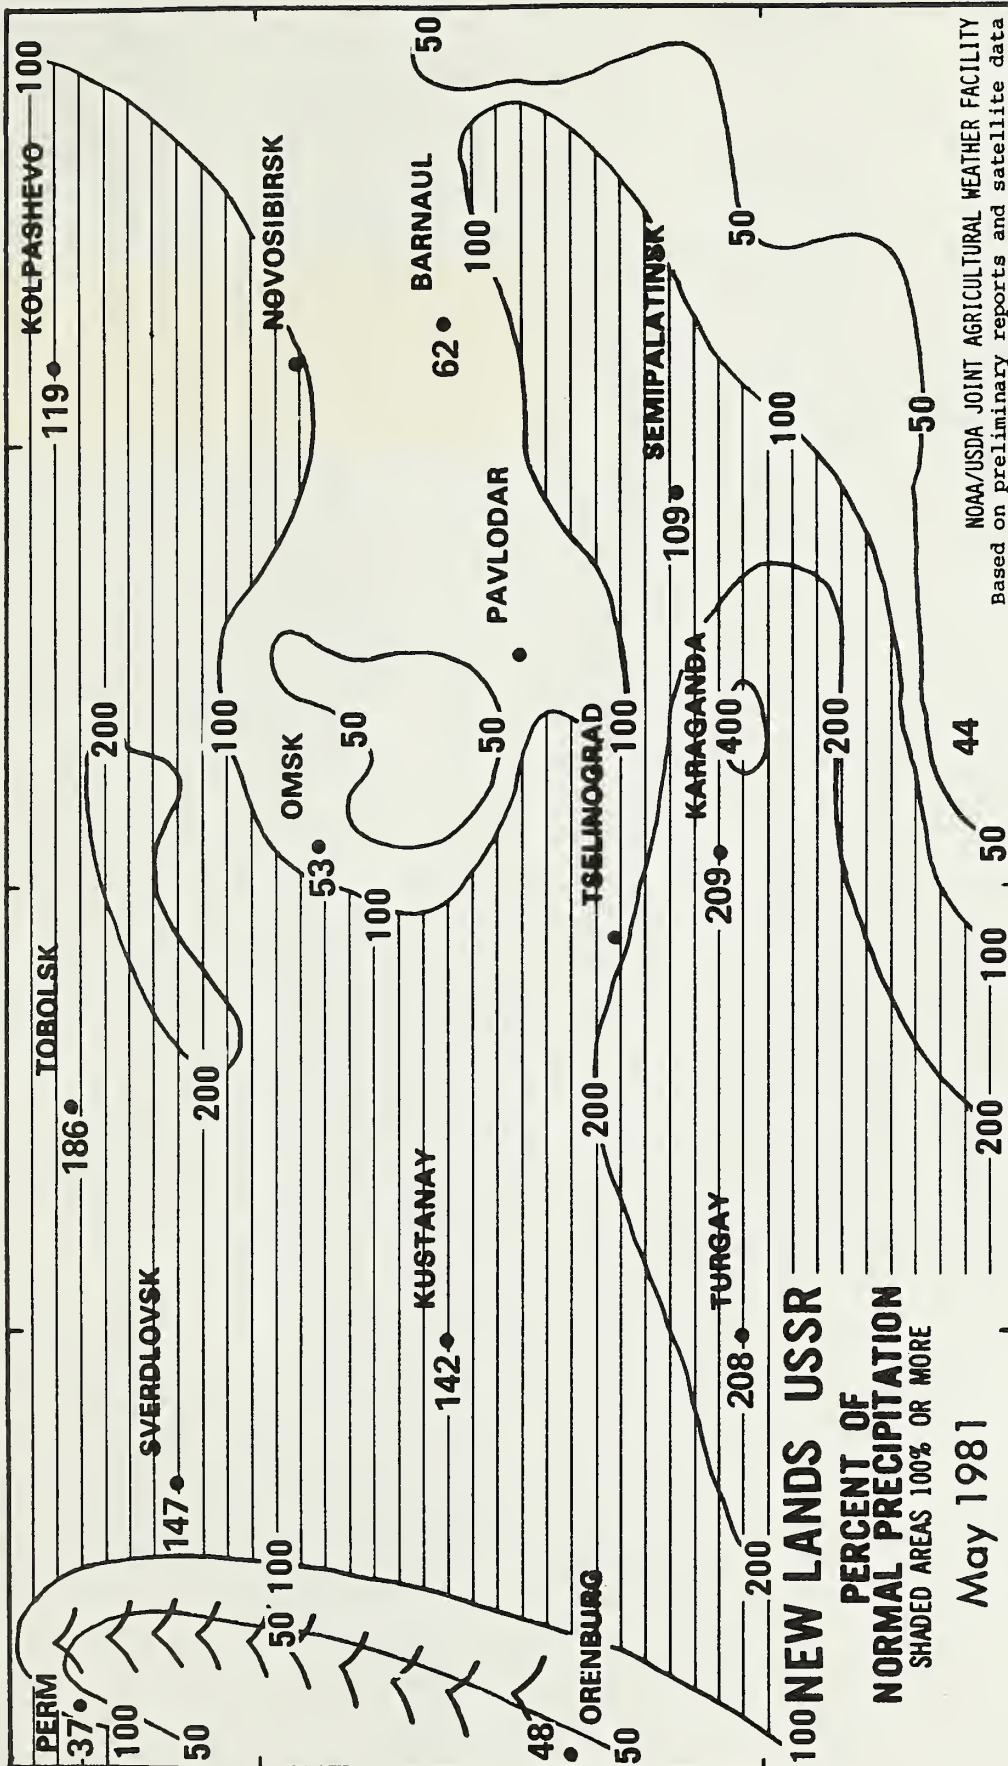 KOLPASHEVO
100
119
TOBOLSK
186
200
SVERDLOVSK
147
200
100
NOVOSIBIRSK
OMSK
53
50
50
100
BARNAUL
62
100
PAVLODAR
50
KUSTANAY
142
PERM
37
100
50
50
100
48
ORENBURG
50
TSELINOGRAD
100
200
SEMIPALATINSK
109
KARAGANDA
400
209
50
100
TURGAY
208
200
200
50
44
50
100
200
100
NEW LANDS USSR
PERCENT OF
NORMAL PRECIPITATION
SHADED AREAS 100% OR MORE
May 1981
NOAA/USDA JOINT AGRICULTURAL WEATHER FACILITY
Based on preliminary reports and satellite data